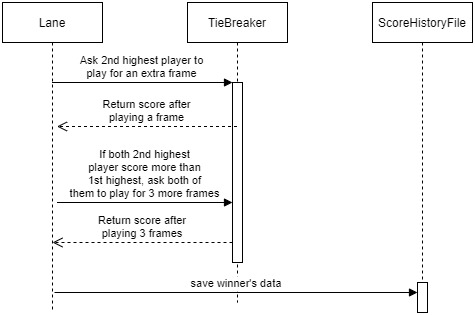 Lane
TieBreaker
ScoreHistoryFile
Ask 2nd highest player to
play for an extra frame
Return score after
playing a frame
If both 2nd highest
player score more than
1st highest, ask both of
them to play for 3 more frames
Return score after
playing 3 frames
save winner's data